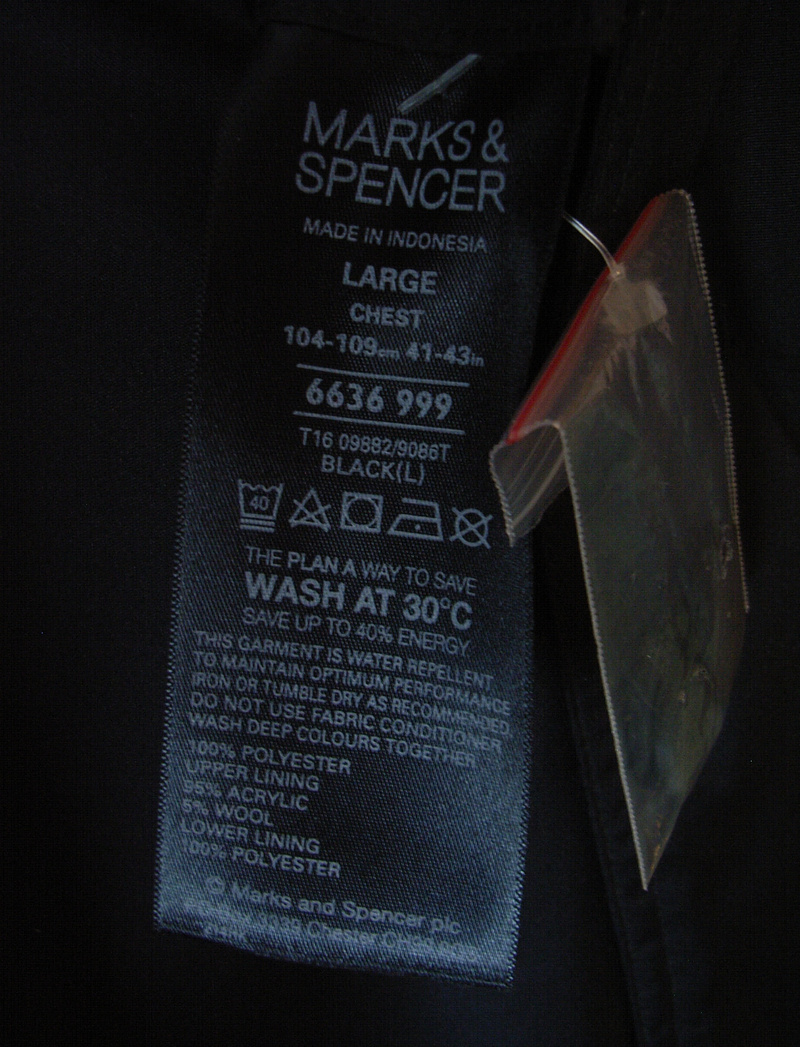 MARKS &
SPENCER
MADE IN INDONESIA
LARGE
CHEST
104-109cm 41-43in
6636 999
T16 09882/9086T
BLACK(L)
40
THE PLAN A WAY TO SAVE
WASH AT 30°C
SAVE UP TO 40% ENERGY
THIS GARMENT IS WATER REPELLENT
TO MAINTAIN OPTIMUM PERFORMANCE
IRON OR TUMBLE DRY AS RECOMMENDED
DO NOT USE FABRIC CONDITIONER
WASH DEEP COLOURS TOGETHER
100% POLYESTER
UPPER LINING
95% ACRYLIC
5% WOOL
LOWER LINING
100% POLYESTER
© Marks and Spencer plc
3339 Chester